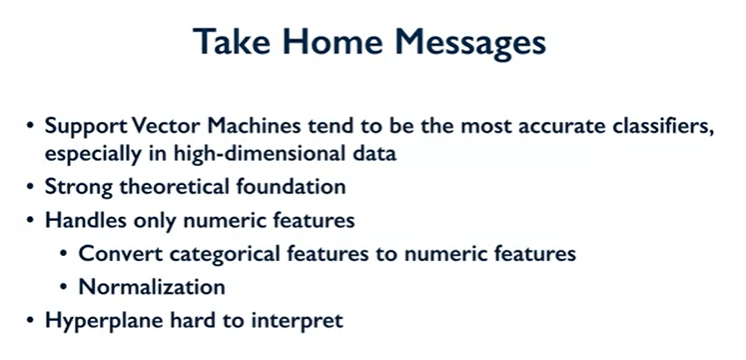 Take Home Messages
• Support Vector Machines tend to be the most accurate classifiers,
especially in high-dimensional data
• Strong theoretical foundation
• Handles only numeric features
• Convert categorical features to numeric features
• Normalization
• Hyperplane hard to interpret